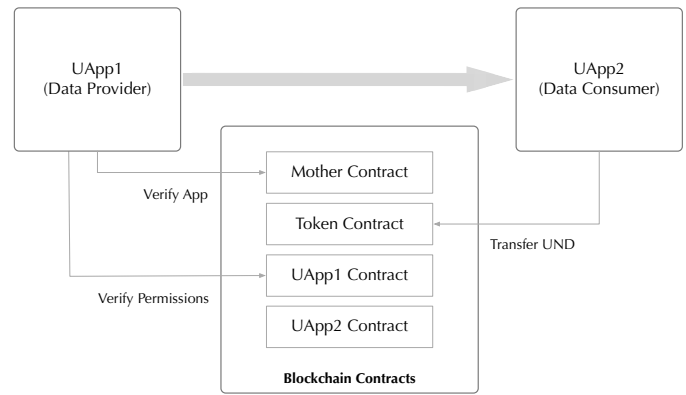 UApp1
(Data Provider)
UApp2
(Data Consumer)
Mother Contract
Verify App
Token Contract
Transfer UND
UApp1 Contract
Verify Permissions
UApp2 Contract
Blockchain Contracts